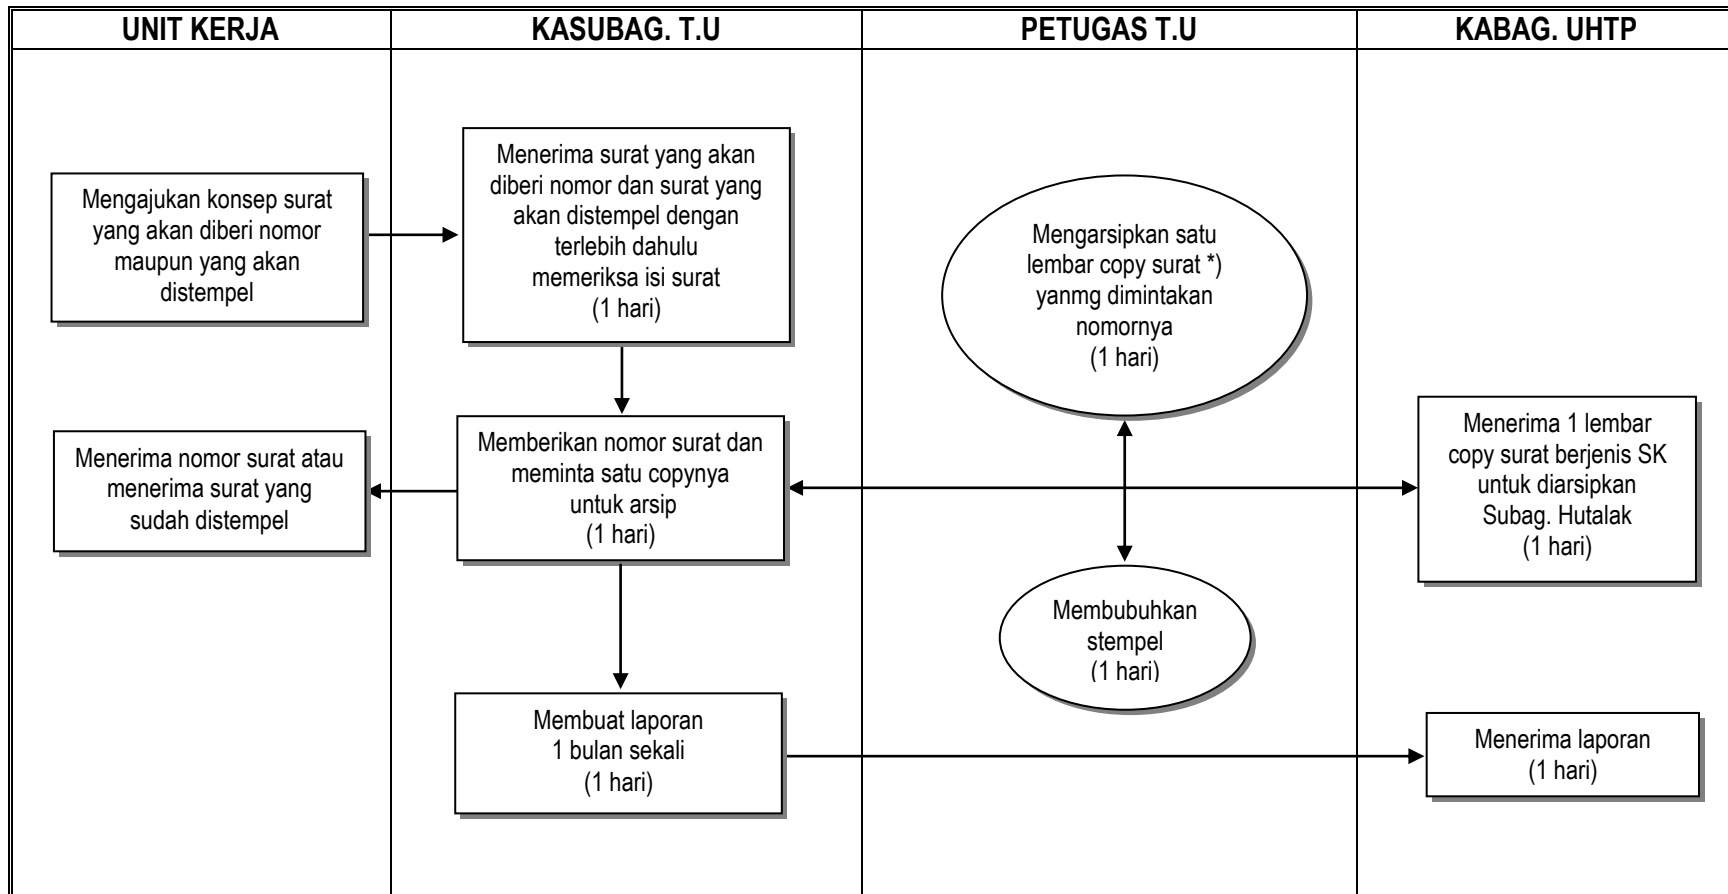 UNIT KERJA
KASUBAG. T.U
PETUGAS T.U
KABAG. UHTP
Mengajukan konsep surat
yang akan diberi nomor
maupun yang akan
distempel
Menerima surat yang akan
diberi nomor dan surat yang
akan distempel dengan
terlebih dahulu
memeriksa isi surat
(1 hari)
Mengarsipkan satu
lembar copy surat *)
yanmg dimintakan
nomornya
(1 hari)
Menerima nomor surat atau
menerima surat yang
sudah distempel
Memberikan nomor surat dan
meminta satu copynya
untuk arsip
(1 hari)
Menerima 1 lembar
copy surat berjenis SK
untuk diarsipkan
Subag. Hutalak
(1 hari)
Membubuhkan
stempel
(1 hari)
Membuat laporan
1 bulan sekali
(1 hari)
Menerima laporan
(1 hari)